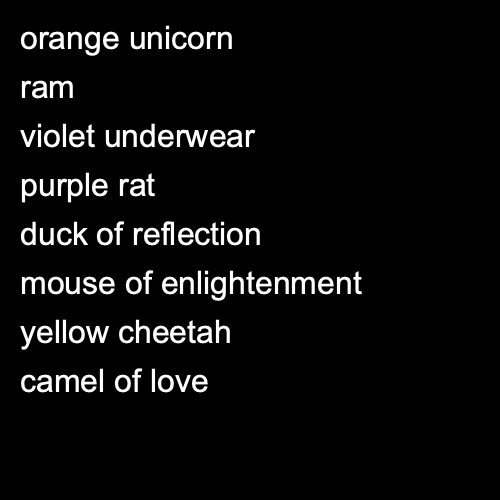 orange unicorn
ram
violet underwear
purple rat
duck of reflection
mouse of enlightenment
yellow cheetah
camel of love